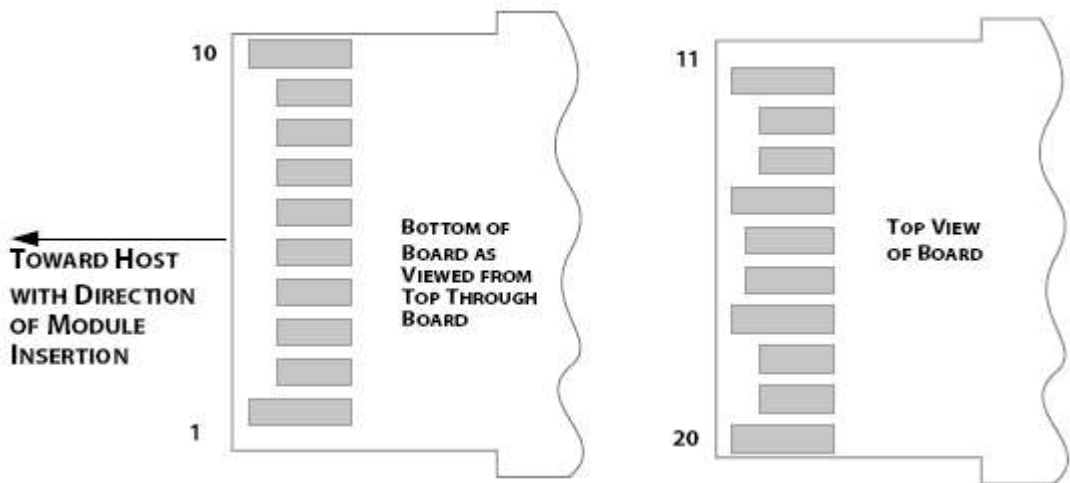 10
1
TOWARD HOST
WITH DIRECTION
OF MODULE
INSERTION
BOTTOM OF
BOARD AS
VIEWED FROM
TOP THROUGH
BOARD
11
20
TOP VIEW
OF BOARD